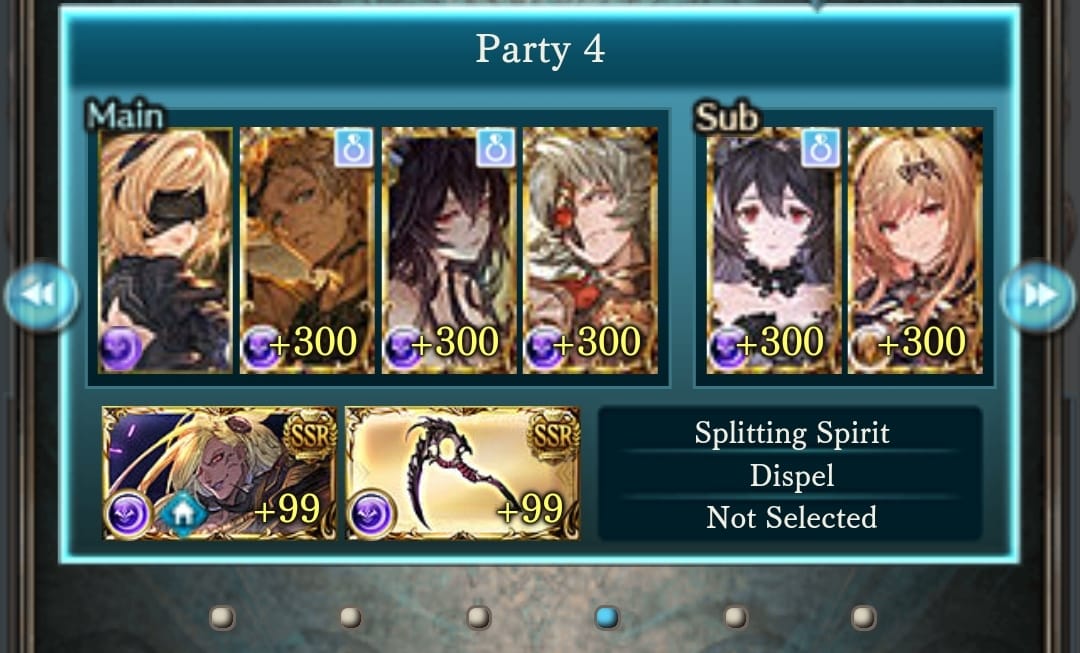 Party 4
Main
Sub
+300
+300
+300
+300
+300
SSR
+99
SSR
+99
Splitting Spirit
Dispel
Not Selected